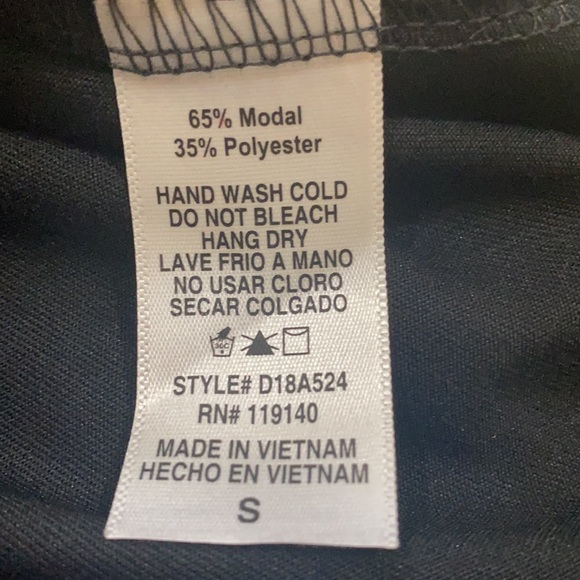 65% Modal
35% Polyester
HAND WASH COLD
DO NOT BLEACH
HANG DRY
LAVE FRIO A MANO
NO USAR CLORO
SECAR COLGADO
36C
STYLE# D18A524
RN# 119140
MADE IN VIETNAM
HECHO EN VIETNAM
S